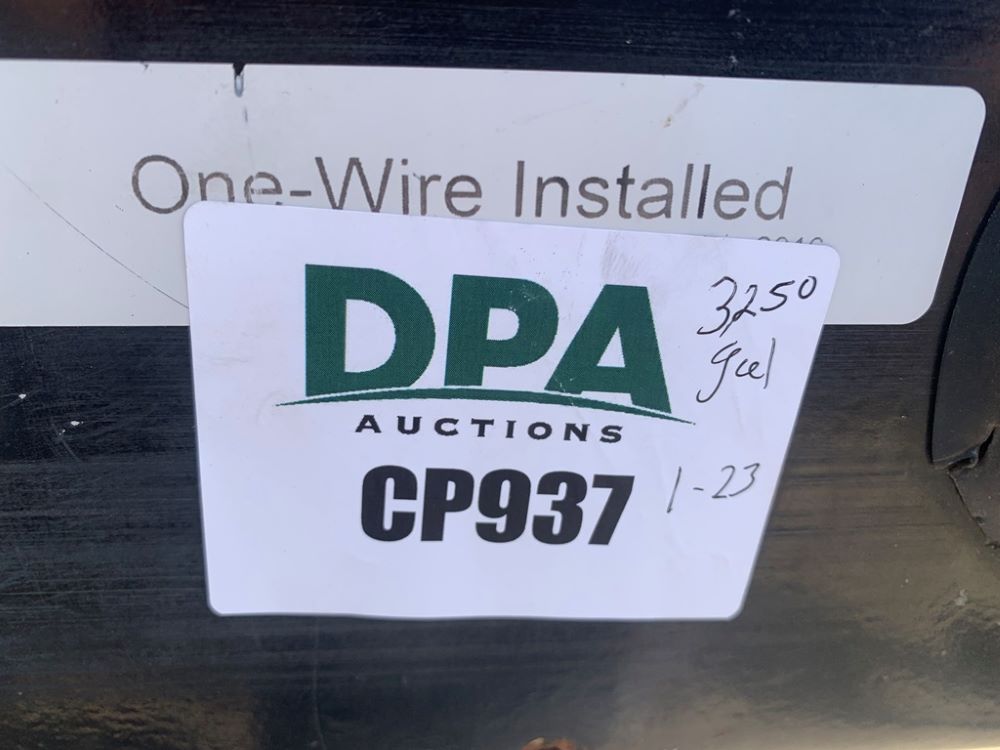 One-Wire Installed
DPA
AUCTIONS
CP937
3250
gal
1-23